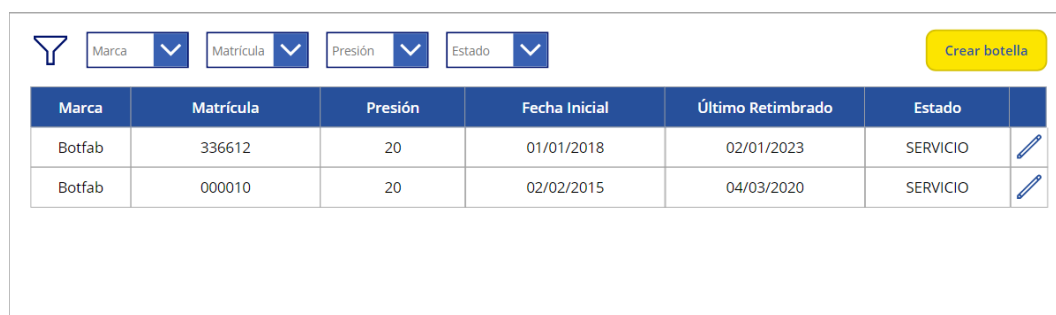 Marca Matrícula Presión Estado Crear botella
Marca Matrícula Presión Fecha Inicial Último Retimbrado Estado
Botfab 336612 20 01/01/2018 02/01/2023 SERVICIO
Botfab 000010 20 02/02/2015 04/03/2020 SERVICIO